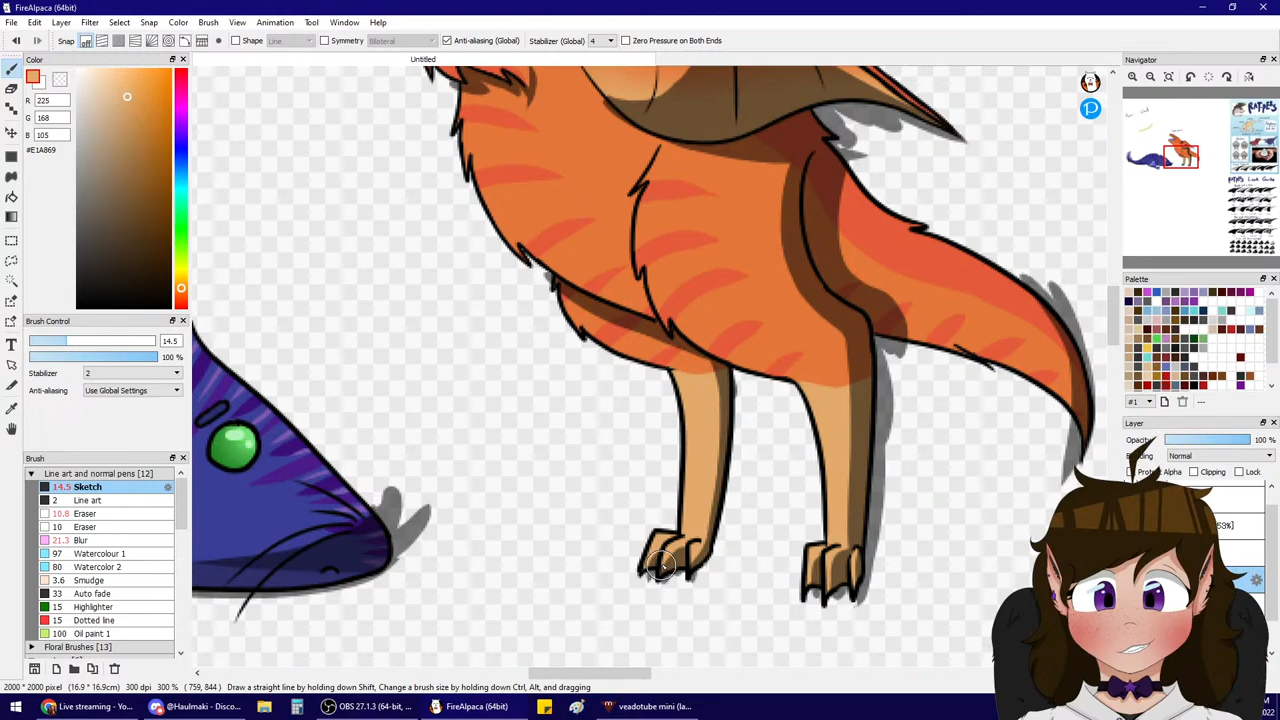 FireAlpaca (64bit)
File Edit Layer Filter Select Snap Color Brush View Animation Tool Window Help
Snap off Shape Line Symmetry Bilateral Anti-aliasing (Global) Stabilizer (Global) 4 Zero Pressure on Both Ends
Untitled
Color
R 225
G 168
B 105
#E1A869
Brush Control
14.5
100 %
Stabilizer 2
Anti-aliasing Use Global Settings
Brush
Line art and normal pens [12]
14.5 Sketch
2 Line art
10.8 Eraser
10 Eraser
21.3 Blur
97 Watercolour 1
80 Watercolor 2
3.6 Smudge
33 Auto fade
15 Highlighter
15 Dotted line
100 Oil paint 1
Floral Brushes [13]
Navigator
Palette
#1 ---
Layer
Opacity 100 %
Normal
Protect Alpha Clipping Lock
53%]
2000 * 2000 pixel (16.9 * 16.9cm) 300 dpi 300 % ( 759, 844 ) Draw a straight line by holding down Shift, Change a brush size by holding down Ctrl, Alt, and dragging
Live streaming - Yo... @Haulmaki - Disco... OBS 27.1.3 (64-bit, ... FireAlpaca (64bit) veadotube mini (la...